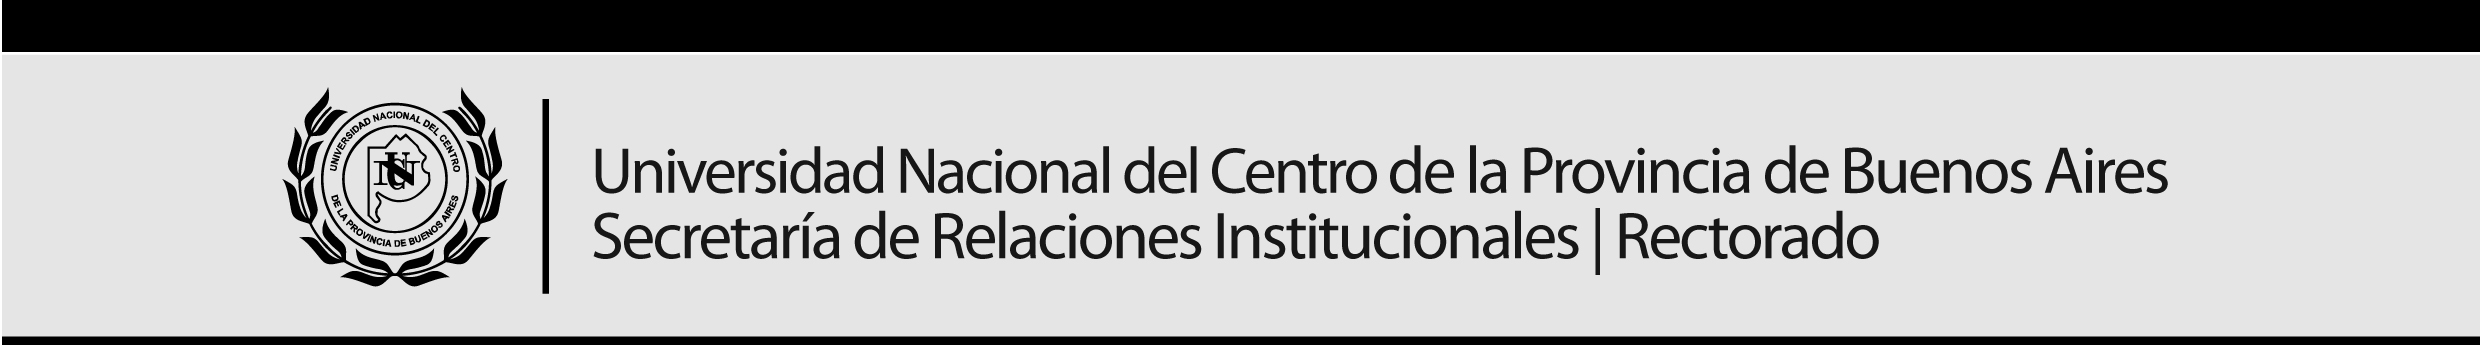 UNIVERSIDAD NACIONAL DEL CENTRO
DE LA PROVINCIA DE BUENOS AIRES
UNC
Universidad Nacional del Centro de la Provincia de Buenos Aires
Secretaría de Relaciones Institucionales | Rectorado